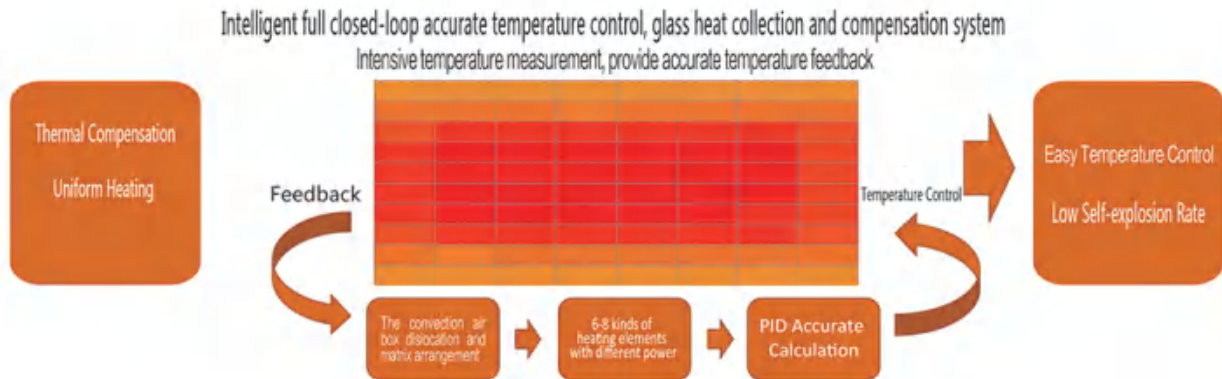 Intelligent full closed-loop accurate temperature control, glass heat collection and compensation system
Intensive temperature measurement, provide accurate temperature feedback
Thermal Compensation
Uniform Heating
Feedback
Temperature Control
Easy Temperature Control
Low Self-explosion Rate
The convection air
box dislocation and
matrix arrangement
6-8 kinds of
heating elements
with different power
PID Accurate
Calculation